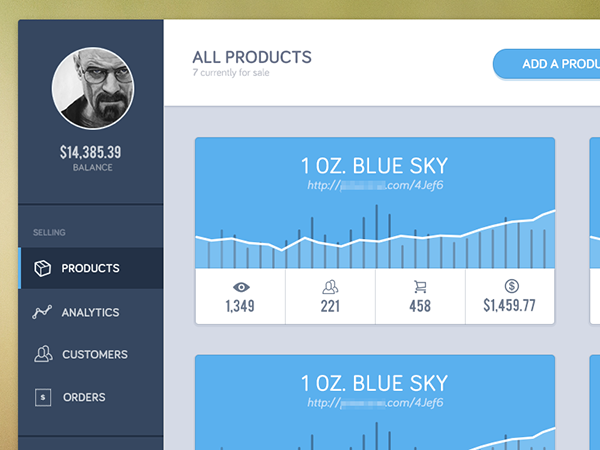 ALL PRODUCTS
7 currently for sale
ADD A PRODU
$14,385.39
BALANCE
SELLING
PRODUCTS
ANALYTICS
CUSTOMERS
S
ORDERS
1 OZ. BLUE SKY
http:// .com/4Jef6
1,349
221
458
$1,459.77
1 OZ. BLUE SKY
http:// .com/4Jef6